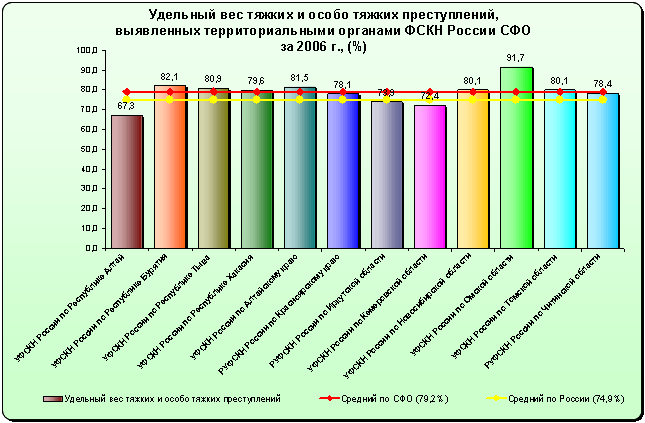 Удельный вес тяжких и особо тяжких преступлений,
выявленных территориальными органами ФСКН России СФО
за 2006 г., (%)
100,0
90,0
80,0
70,0
60,0
50,0
40,0
30,0
20,0
10,0
0,0
67,3
82,1
80,9
79,6
81,5
78,1
72,4
80,1
91,7
80,1
78,4
УФСКН России по Республике Алтай
УФСКН России по Республике Бурятия
УФСКН России по Республике Тыва
УФСКН России по Республике Хакасия
УФСКН России по Алтайскому краю
РУФСКН России по Красноярскому краю
РУФСКН России по Иркутской области
УФСКН России по Кемеровской области
УФСКН России по Новосибирской области
УФСКН России по Омской области
УФСКН России по Томской области
РУФСКН России по Читинской области
Удельный вес тяжких и особо тяжких преступлений
Средний по СФО (79,2%)
Средний по России (74,9%)